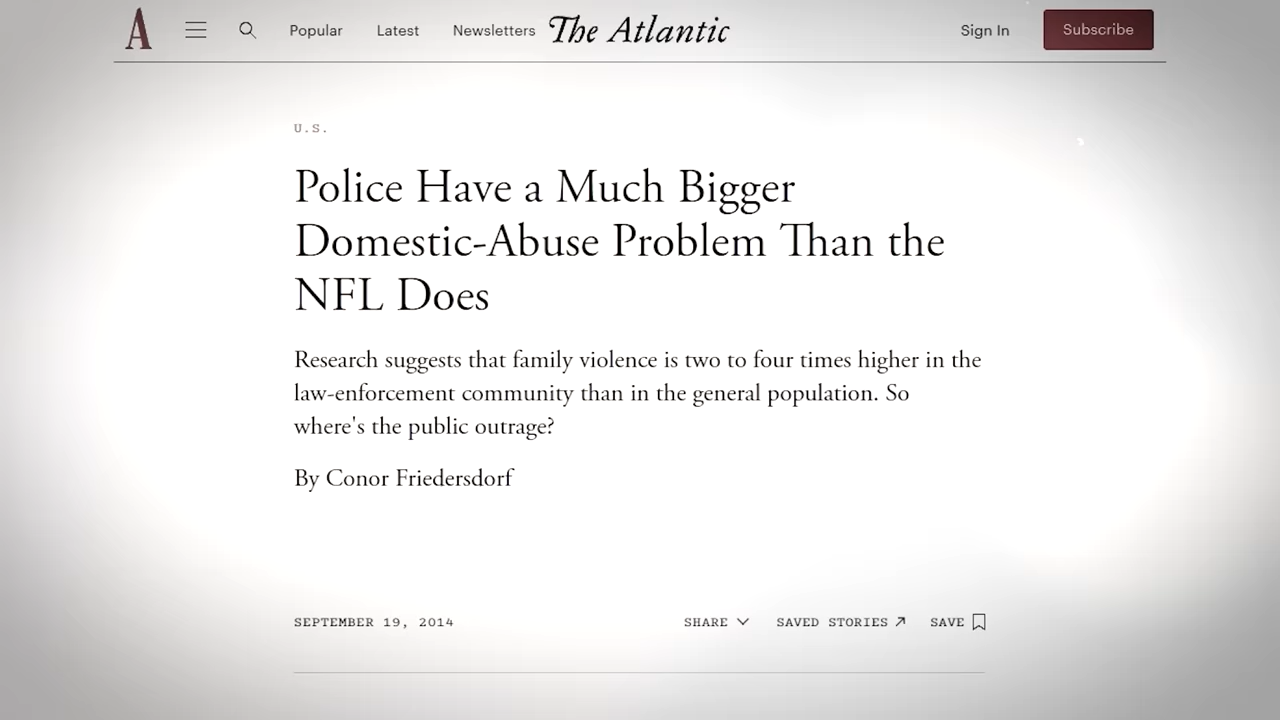 A Popular Latest Newsletters The Atlantic Sign In Subscribe
U.S.
Police Have a Much Bigger
Domestic-Abuse Problem Than the
NFL Does
Research suggests that family violence is two to four times higher in the
law-enforcement community than in the general population. So
where's the public outrage?
By Conor Friedersdorf
SEPTEMBER 19, 2014 SHARE SAVED STORIES SAVE